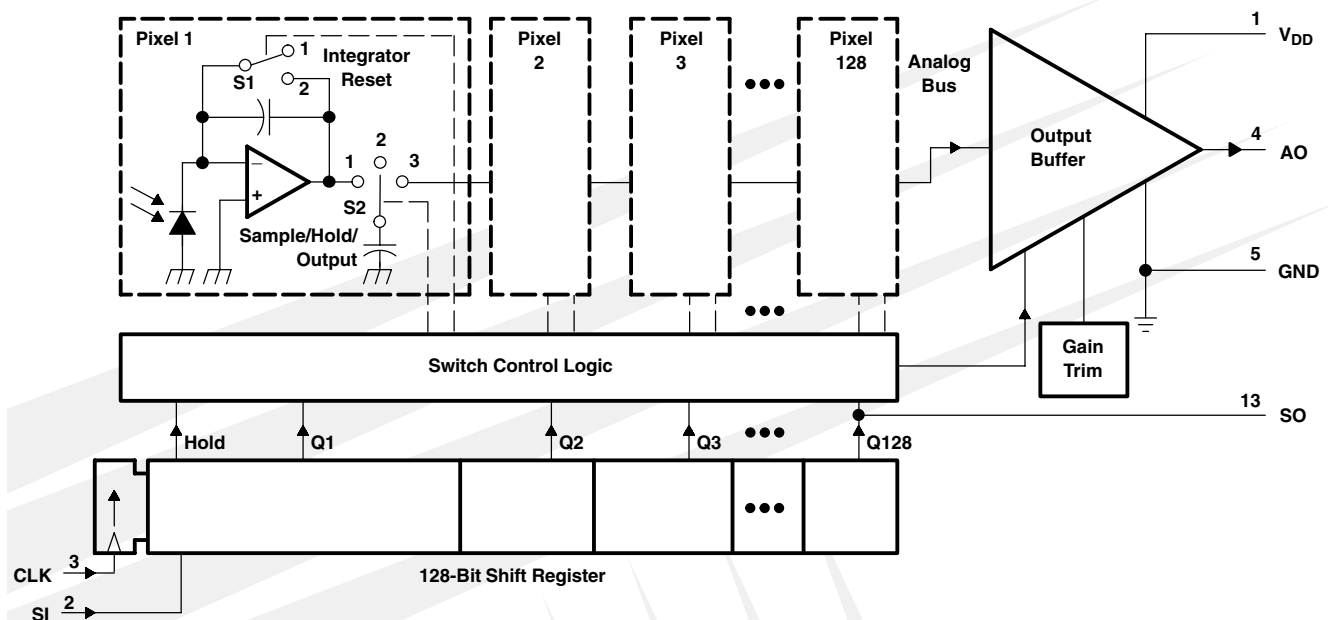 Pixel 1
1
Integrator
Reset
S1
2
−
+
1
2
3
S2
Sample/Hold/
Output
Pixel
2
Pixel
3
Pixel
128
Analog
Bus
Output
Buffer
1
VDD
4
AO
5
GND
Gain
Trim
Switch Control Logic
13
SO
Hold
Q1
Q2
Q3
Q128
CLK
3
SI
2
128-Bit Shift Register